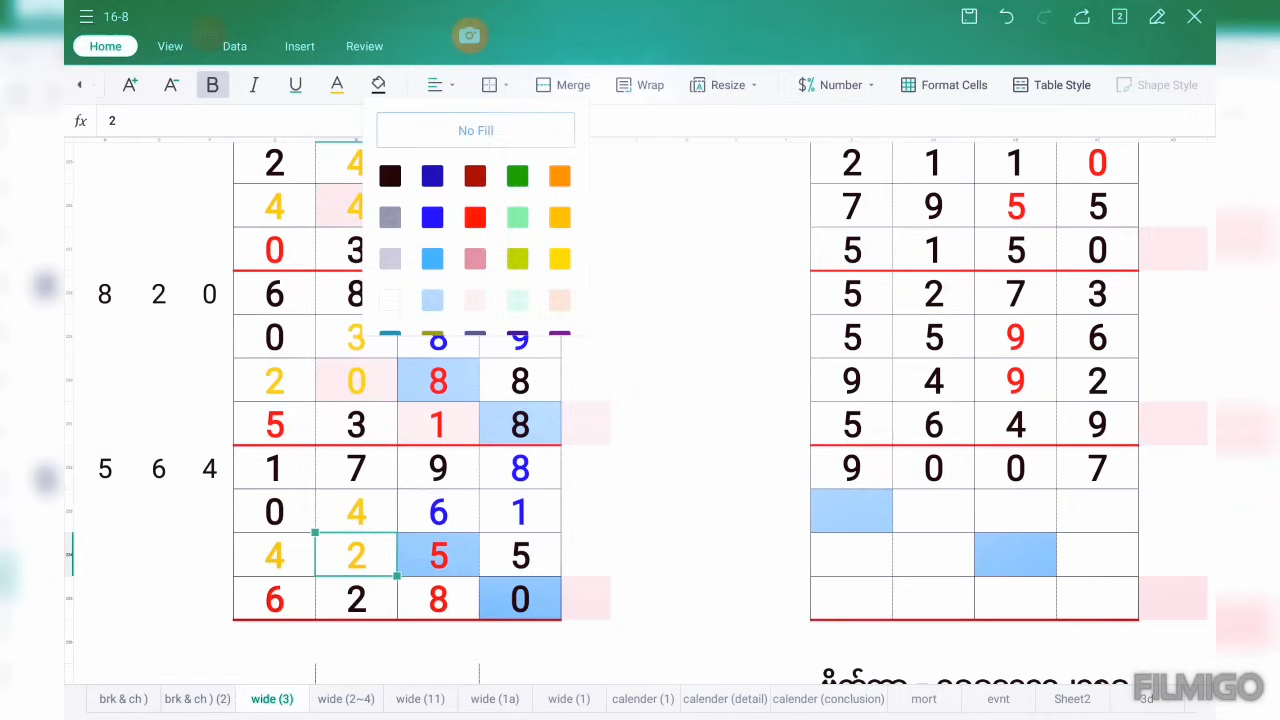 16-8
2
Home View Data Insert Review
A+ A- B I U A Merge Wrap Resize $% Number Format Cells Table Style Shape Style
fx 2
No Fill
2 4 2 1 1 0
4 4 7 9 5 5
0 3 5 1 5 0
8 2 0 6 8 5 2 7 3
0 3 8 9 5 5 9 6
2 0 8 8 9 4 9 2
5 3 1 8 5 6 4 9
5 6 4 1 7 9 8 9 0 0 7
0 4 6 1
4 2 5 5
6 2 8 0
brk & ch ) brk & ch ) (2) wide (3) wide (2~4) wide (11) wide (1a) wide (1) calender (1) calender (detail) calender (conclusion) mort evnt Sheet2 3d
FILMIGO